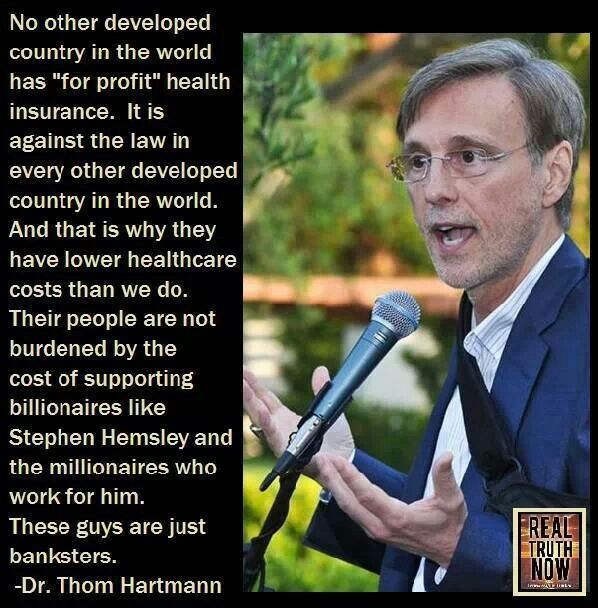 No other developed
country in the world
has "for profit" health
insurance.  It is
against the law in
every other developed
country in the world.
And that is why they
have lower healthcare
costs than we do.
Their people are not
burdened by the
cost of supporting
billionaires like
Stephen Hemsley and
the millionaires who
work for him.
These guys are just
banksters.
-Dr. Thom Hartmann
REAL
TRUTH
NOW